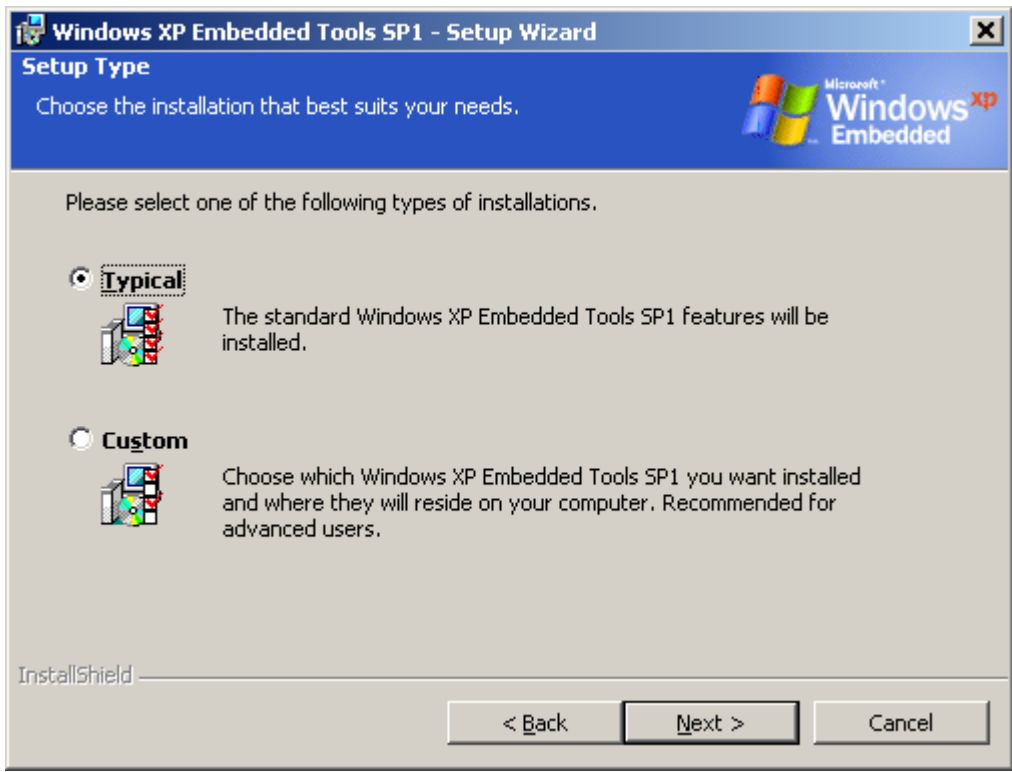 Windows XP Embedded Tools SP1 - Setup Wizard
Setup Type
Choose the installation that best suits your needs.
Microsoft
Windows xp
Embedded
Please select one of the following types of installations.
Typical
The standard Windows XP Embedded Tools SP1 features will be
installed.
Custom
Choose which Windows XP Embedded Tools SP1 you want installed
and where they will reside on your computer. Recommended for
advanced users.
InstallShield
< Back
Next >
Cancel